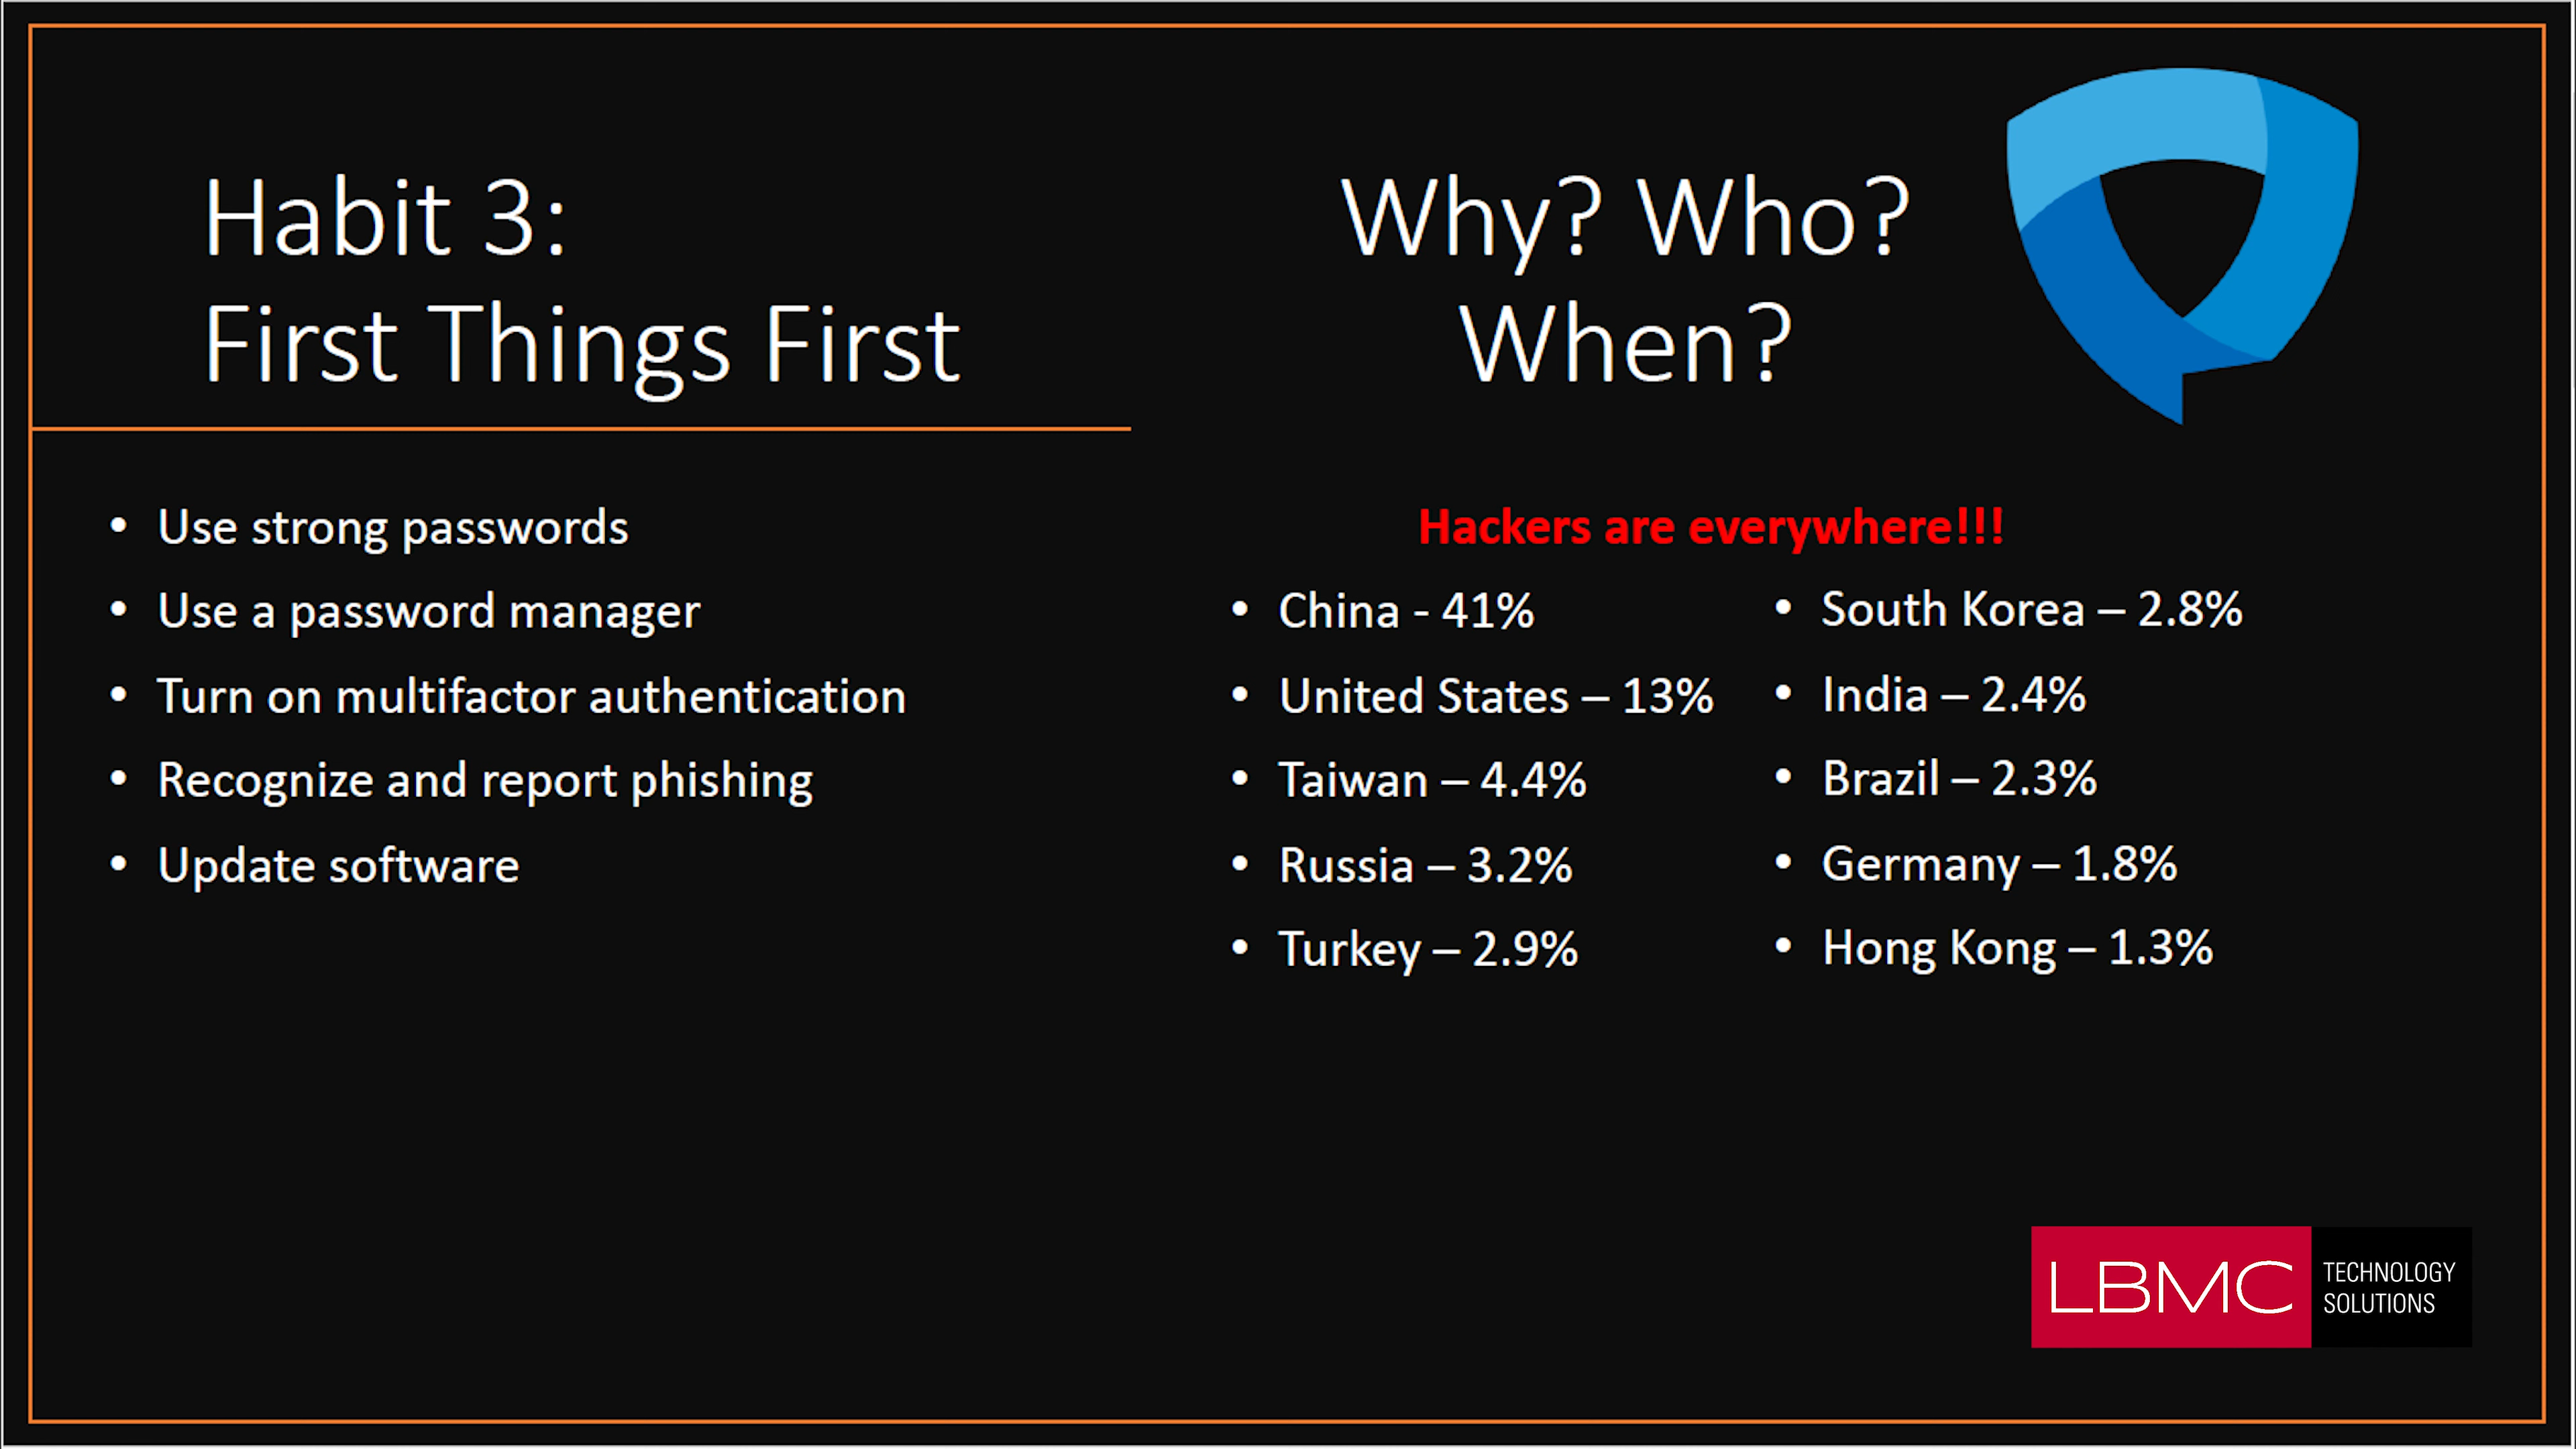 Habit 3:
First Things First
• Use strong passwords
• Use a password manager
• Turn on multifactor authentication
• Recognize and report phishing
• Update software
Why? Who?
When?
Hackers are everywhere!!!
• China - 41%
• United States – 13%
• Taiwan – 4.4%
• Russia – 3.2%
• Turkey – 2.9%
• South Korea – 2.8%
• India – 2.4%
• Brazil – 2.3%
• Germany – 1.8%
• Hong Kong – 1.3%
LBMC
TECHNOLOGY
SOLUTIONS